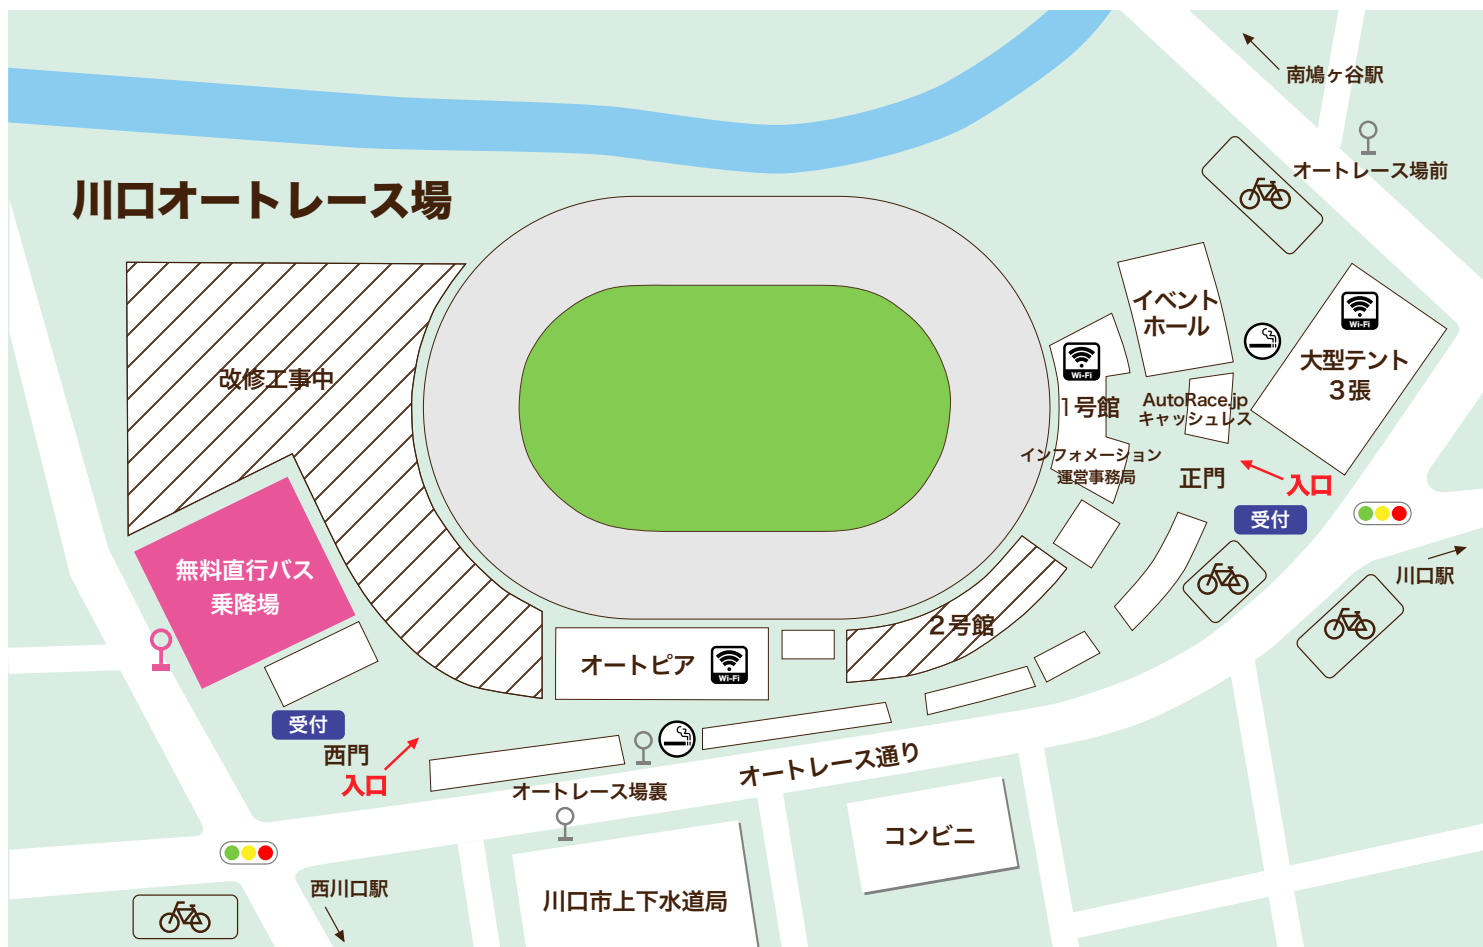 南鳩ヶ谷駅
オートレース場前
川口オートレース場
イベント
ホール
Wi-Fi
大型テント
３張
Wi-Fi
改修工事中
1号館
AutoRace.jp
キャッシュレス
インフォメーション
運営事務局
正門
入口
受付
川口駅
無料直行バス
乗降場
2号館
オートピア
Wi-Fi
受付
西門
入口
オートレース通り
オートレース場裏
コンビニ
西川口駅
川口市上下水道局